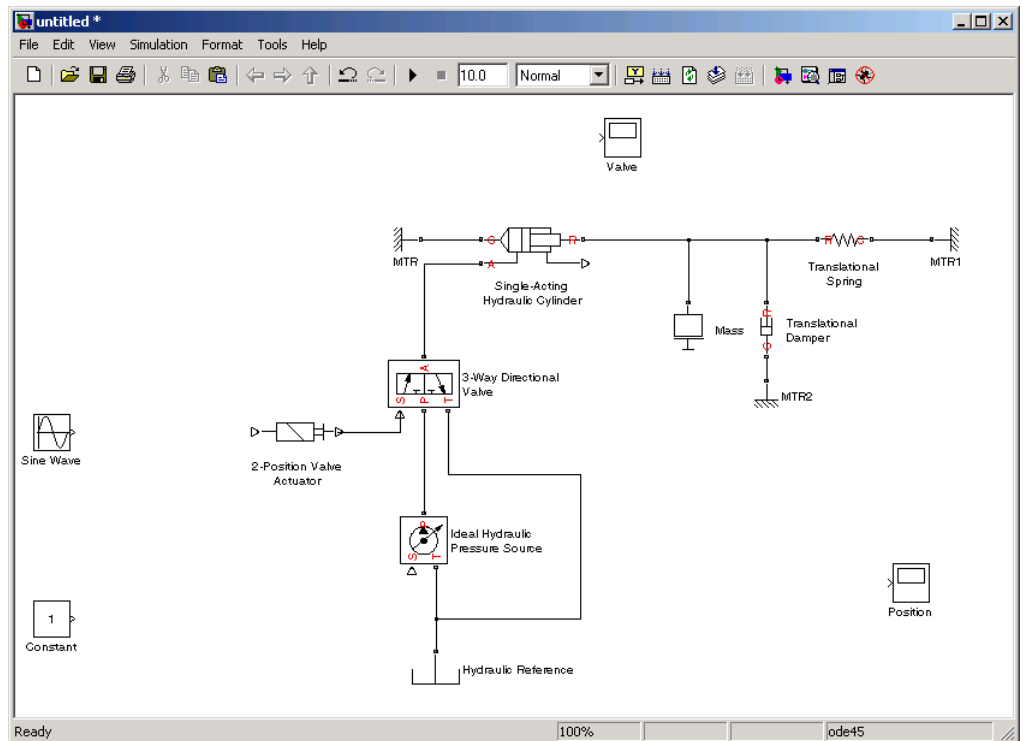 untitled *
File Edit View Simulation Format Tools Help
10.0 Normal
Valve
C R R C
MTR A Translational MTR1
Spring
Single-Acting
Hydraulic Cylinder
R
Mass Translational
Damper
C
A
3-Way Directional
Valve
S P T
MTR2
Sine Wave
2-Position Valve
Actuator
P
Ideal Hydraulic
Pressure Source
S T
Position
1
Constant
Hydraulic Reference
Ready 100% ode45